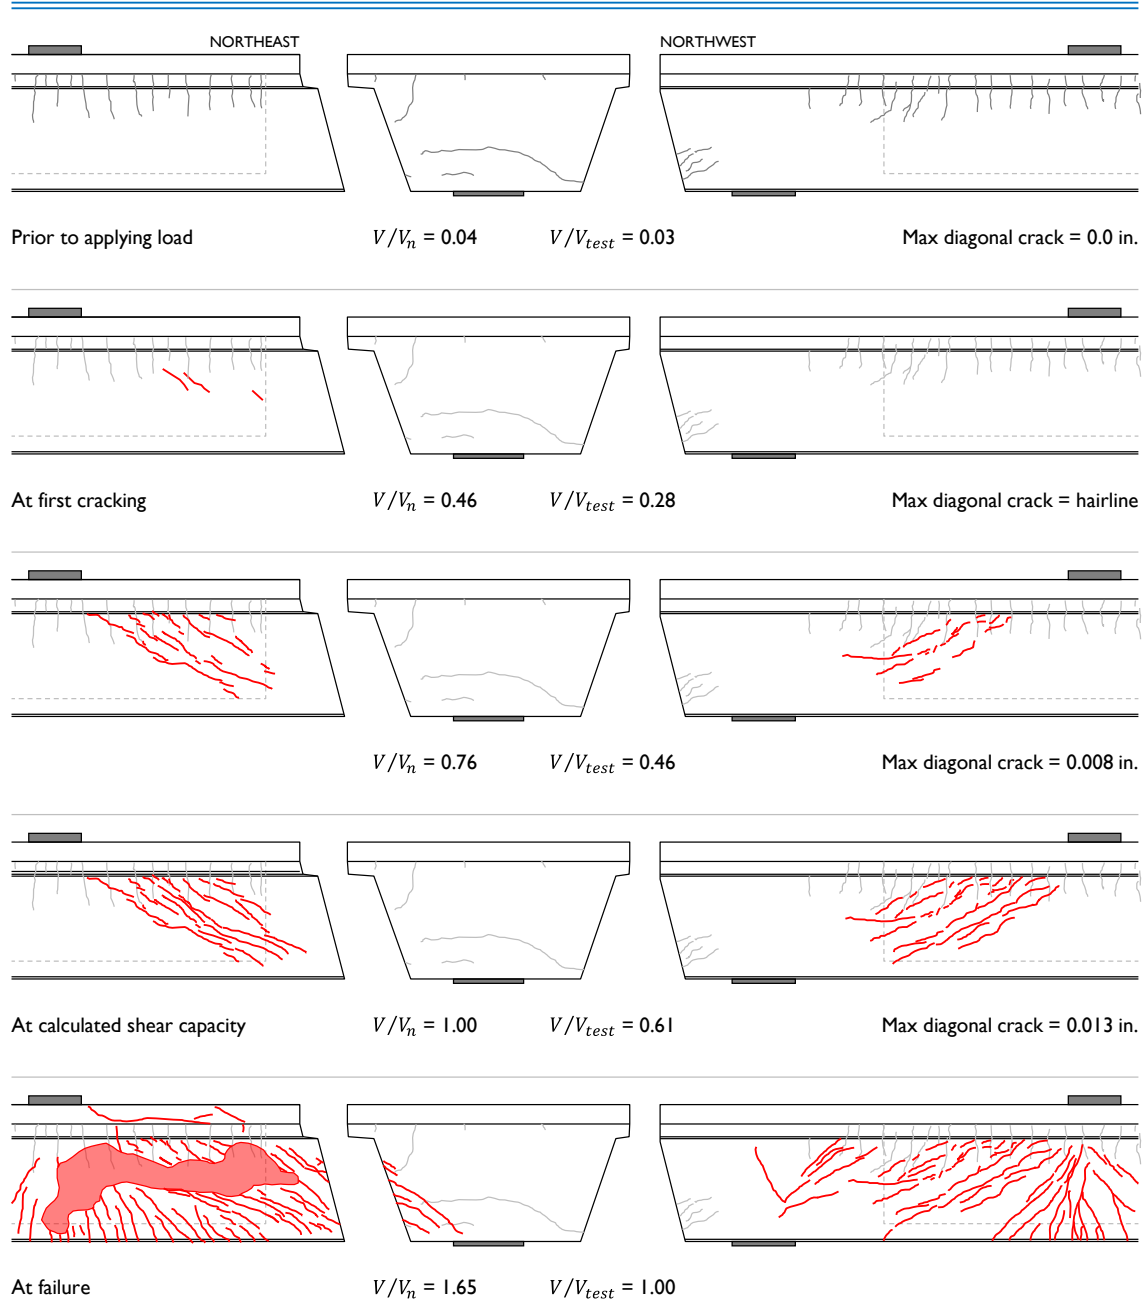 NORTHEAST
NORTHWEST
Prior to applying load V/Vn = 0.04 V/Vtest = 0.03 Max diagonal crack = 0.0 in.
At first cracking V/Vn = 0.46 V/Vtest = 0.28 Max diagonal crack = hairline
V/Vn = 0.76 V/Vtest = 0.46 Max diagonal crack = 0.008 in.
At calculated shear capacity V/Vn = 1.00 V/Vtest = 0.61 Max diagonal crack = 0.013 in.
At failure V/Vn = 1.65 V/Vtest = 1.00